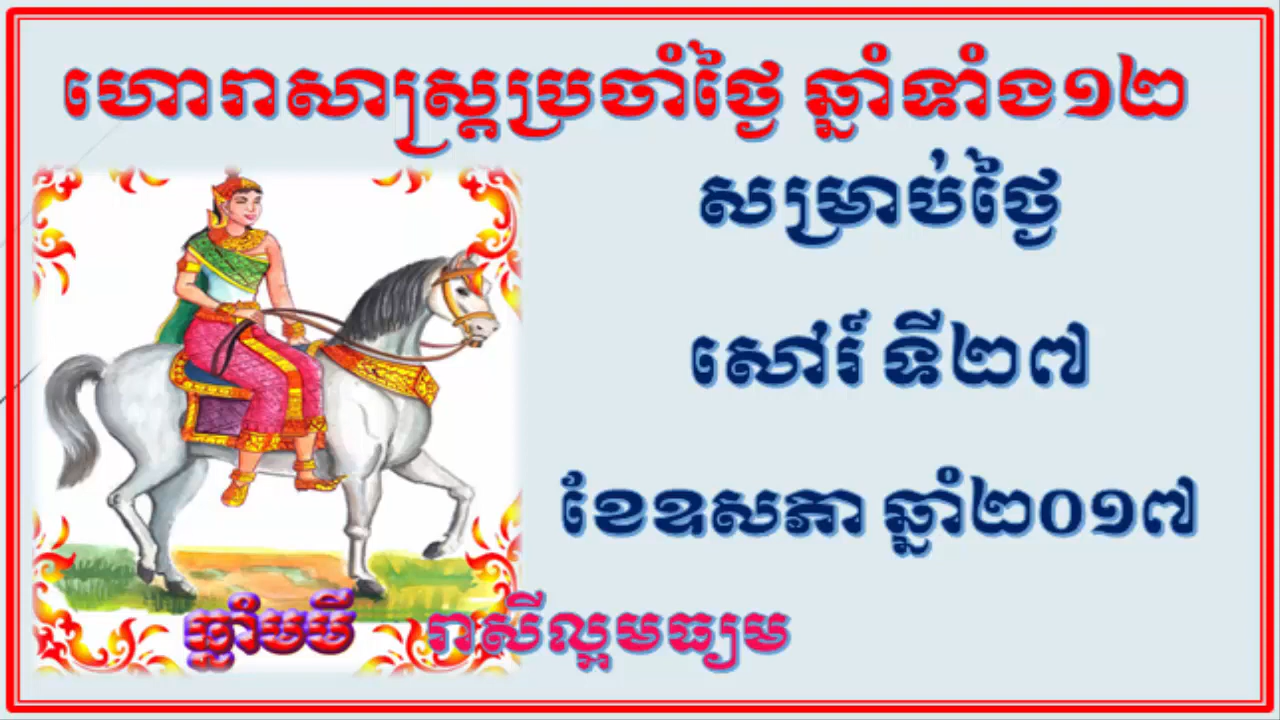 ហោរាសាស្ត្រប្រចាំថ្ងៃ ឆ្នាំទាំង១២
សម្រាប់ថ្ងៃ
សៅរ៍ ទី២៧
ខែឧសភា ឆ្នាំ២០១៧
ឆ្នាំមមី រាសីល្អមធ្យម